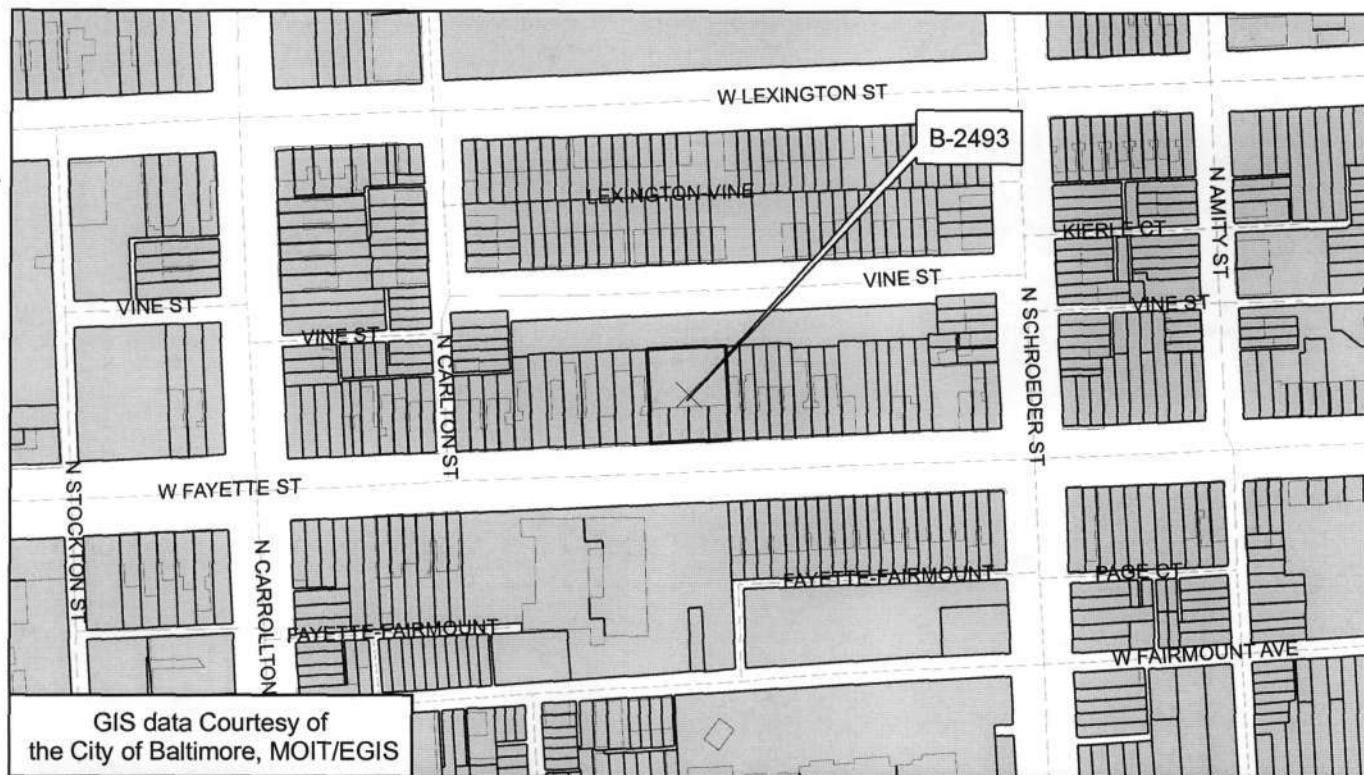 W LEXINGTON ST
B-2493
LEXINGTON-VINE
N AMITY ST
KIERLE CT
VINE ST
VINE ST
VINE ST
VINE ST
N SCHROEDER ST
N CARLTON ST
W FAYETTE ST
N STOCKTON ST
N CARROLLTON
FAYETTE-FAIRMOUNT
PAGE CT
FAYETTE-FAIRMOUNT
W FAIRMOUNT AVE
GIS data Courtesy of
the City of Baltimore, MOIT/EGIS